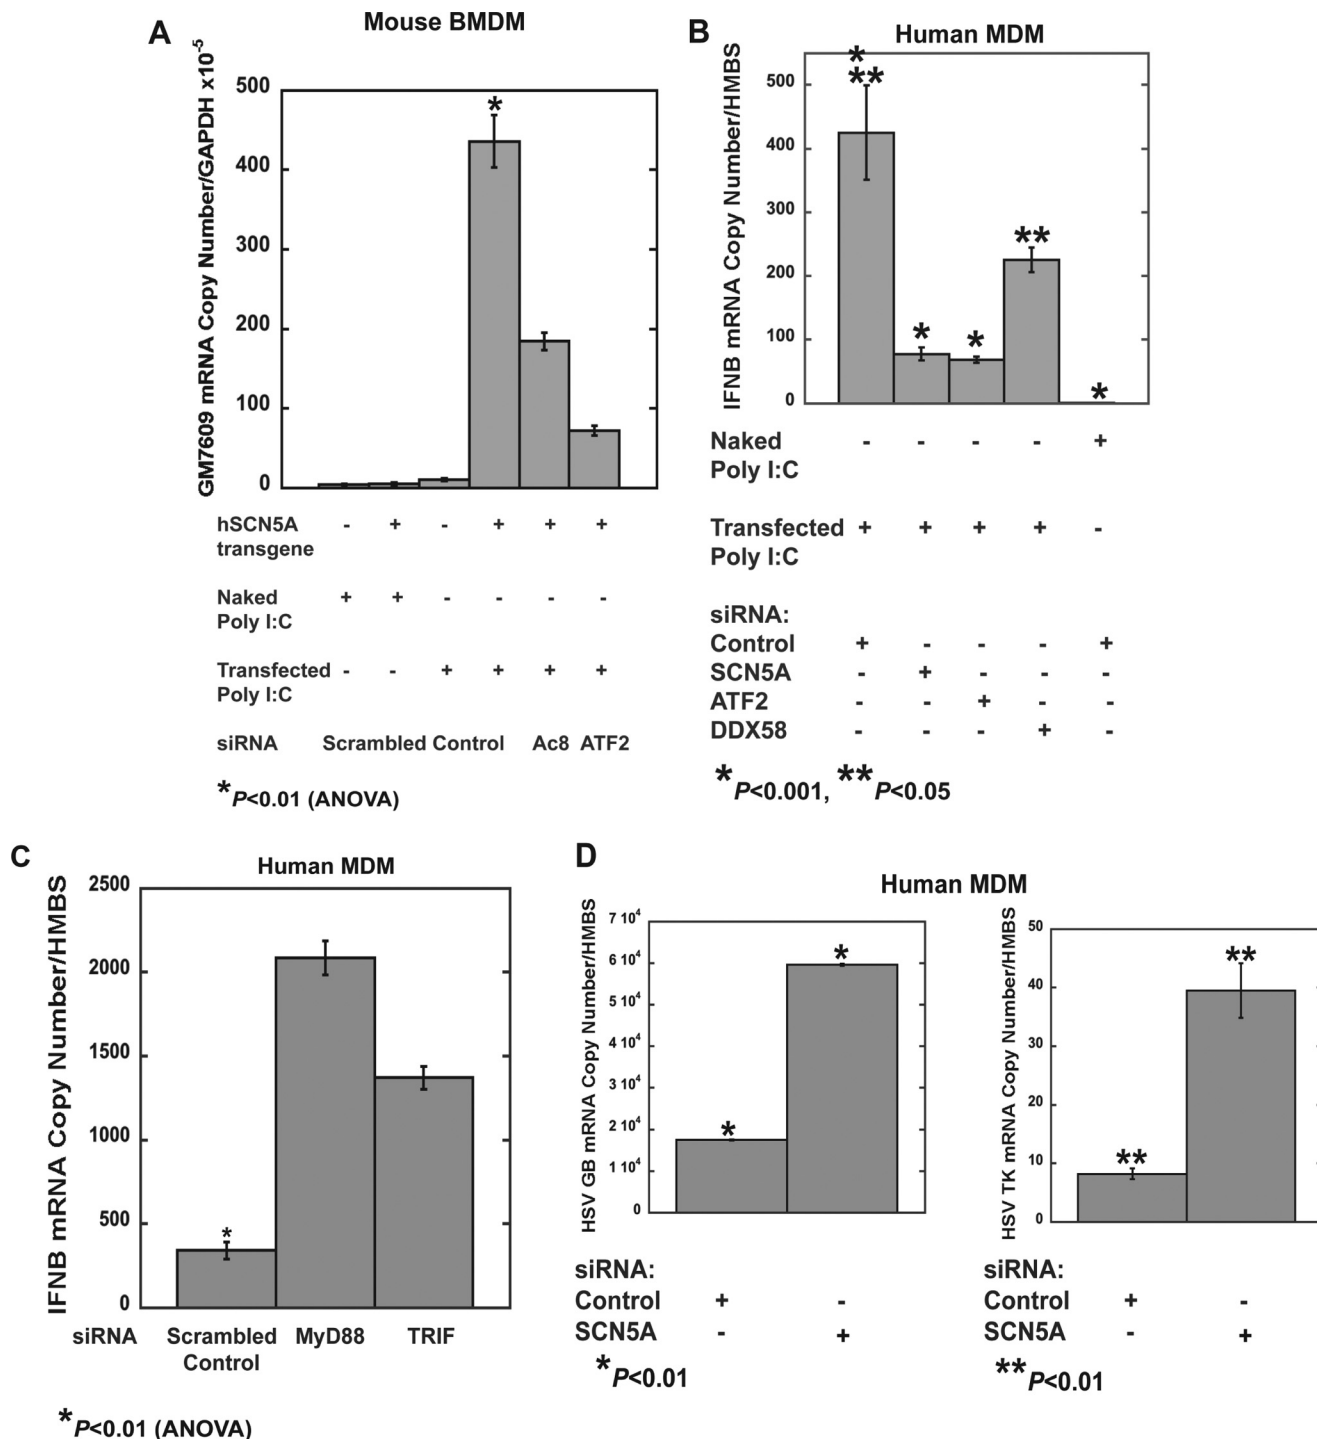 A
Mouse BMDM
GM7609 mRNA Copy Number/GAPDH x10-5
500
400
300
200
100
0
*
hSCN5A - + - + + +
transgene
Naked + + - - - -
Poly I:C
Transfected - - + + + +
Poly I:C
siRNA Scrambled Control Ac8 ATF2
*P<0.01 (ANOVA)
B
Human MDM
IFNB mRNA Copy Number/HMBS
500
400
300
200
100
0
*
**
*
*
**
*
Naked - - - - +
Poly I:C
Transfected + + + + -
Poly I:C
siRNA:
Control + - - - +
SCN5A - + - - -
ATF2 - - + - -
DDX58 - - - + -
*P<0.001, **P<0.05
C
Human MDM
IFNB mRNA Copy Number/HMBS
2500
2000
1500
1000
500
0
*
siRNA Scrambled MyD88 TRIF
Control
*P<0.01 (ANOVA)
D
Human MDM
HSV GB mRNA Copy Number/HMBS
7 10⁴
6 10⁴
5 10⁴
4 10⁴
3 10⁴
2 10⁴
1 10⁴
0
*
*
siRNA:
Control + -
SCN5A - +
*P<0.01
HSV TK mRNA Copy Number/HMBS
50
40
30
20
10
0
**
**
siRNA:
Control + -
SCN5A - +
**P<0.01